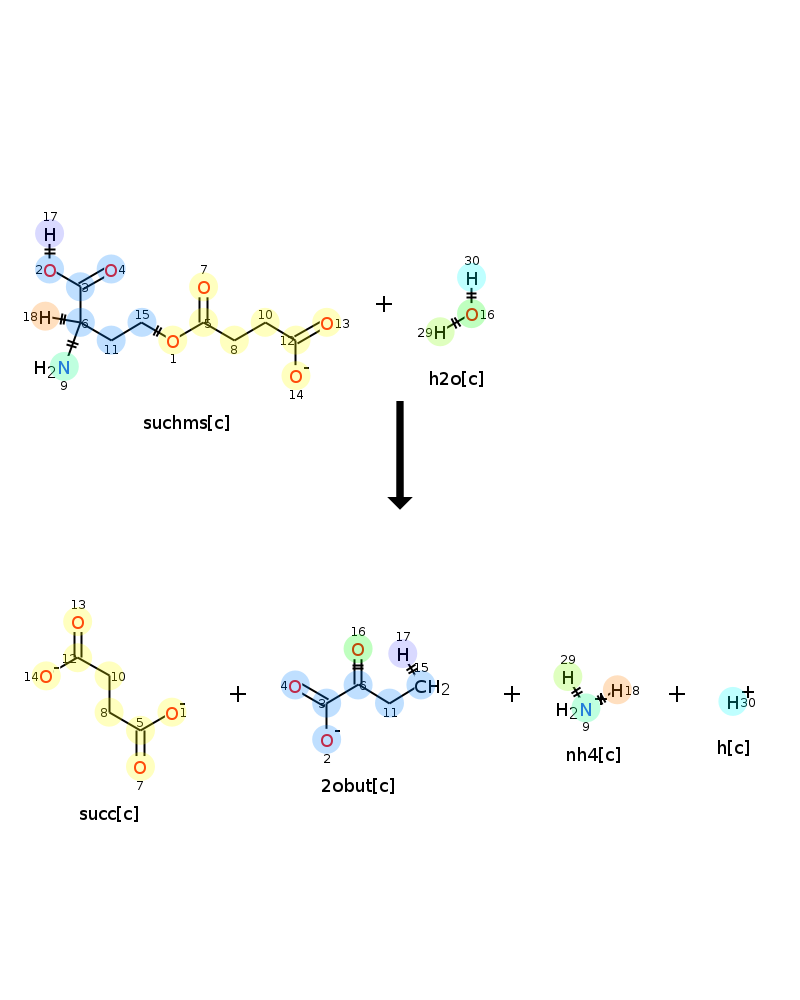 17
H
2O O4
3
18H 6 15
11
H2N
9
7
O
5
O
1
8
10
12
O13
O-
14
suchms[c]
+
30
H
O16
29H
h2o[c]
13
O
12
14O-
10
8
5
O-1
O
7
succ[c]
+
16
O
17
H
15
CH2
4O
3
6
11
O-
2
2obut[c]
+
29
H
H18
H2N
9
nh4[c]
+
H+30
h[c]